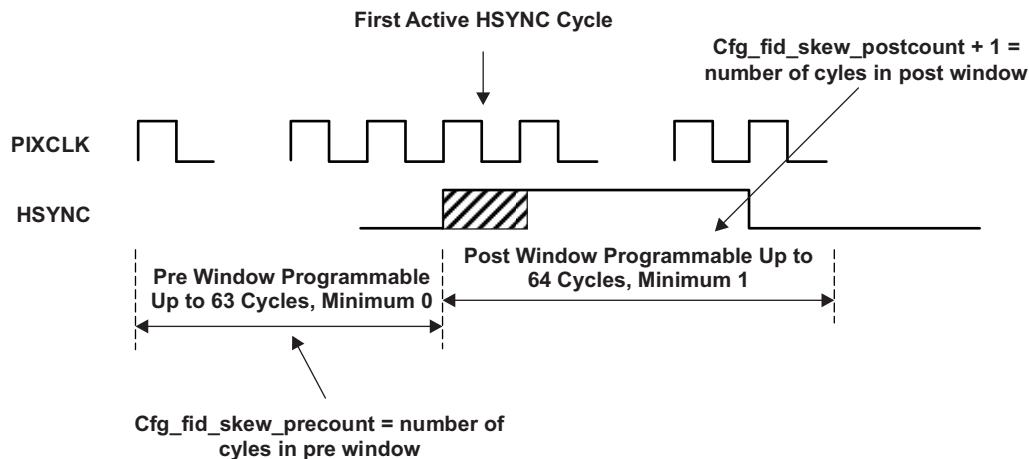 First Active HSYNC Cycle
Cfg_fid_skew_postcount + 1 =
number of cyles in post window
PIXCLK
HSYNC
Pre Window Programmable
Up to 63 Cycles, Minimum 0
Post Window Programmable Up to
64 Cycles, Minimum 1
Cfg_fid_skew_precount = number of
cyles in pre window